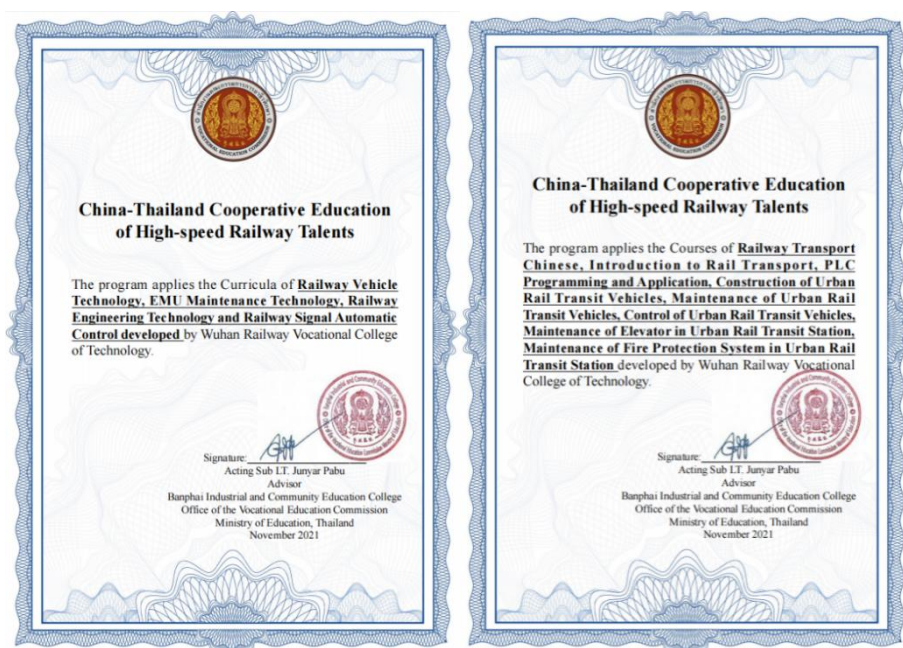 VOCATIONAL EDUCATION COMMISSION
China-Thailand Cooperative Education
of High-speed Railway Talents
The program applies the Curricula of Railway Vehicle
Technology, EMU Maintenance Technology, Railway
Engineering Technology and Railway Signal Automatic
Control developed by Wuhan Railway Vocational College
of Technology.
Signature:
Acting Sub LT. Junyar Pabu
Advisor
Banphai Industrial and Community Education College
Office of the Vocational Education Commission
Ministry of Education, Thailand
November 2021
VOCATIONAL EDUCATION COMMISSION
China-Thailand Cooperative Education
of High-speed Railway Talents
The program applies the Courses of Railway Transport
Chinese, Introduction to Rail Transport, PLC
Programming and Application, Construction of Urban
Rail Transit Vehicles, Maintenance of Urban Rail
Transit Vehicles, Control of Urban Rail Transit Vehicles,
Maintenance of Elevator in Urban Rail Transit Station,
Maintenance of Fire Protection System in Urban Rail
Transit Station developed by Wuhan Railway Vocational
College of Technology.
Signature:
Acting Sub LT. Junyar Pabu
Advisor
Banphai Industrial and Community Education College
Office of the Vocational Education Commission
Ministry of Education, Thailand
November 2021